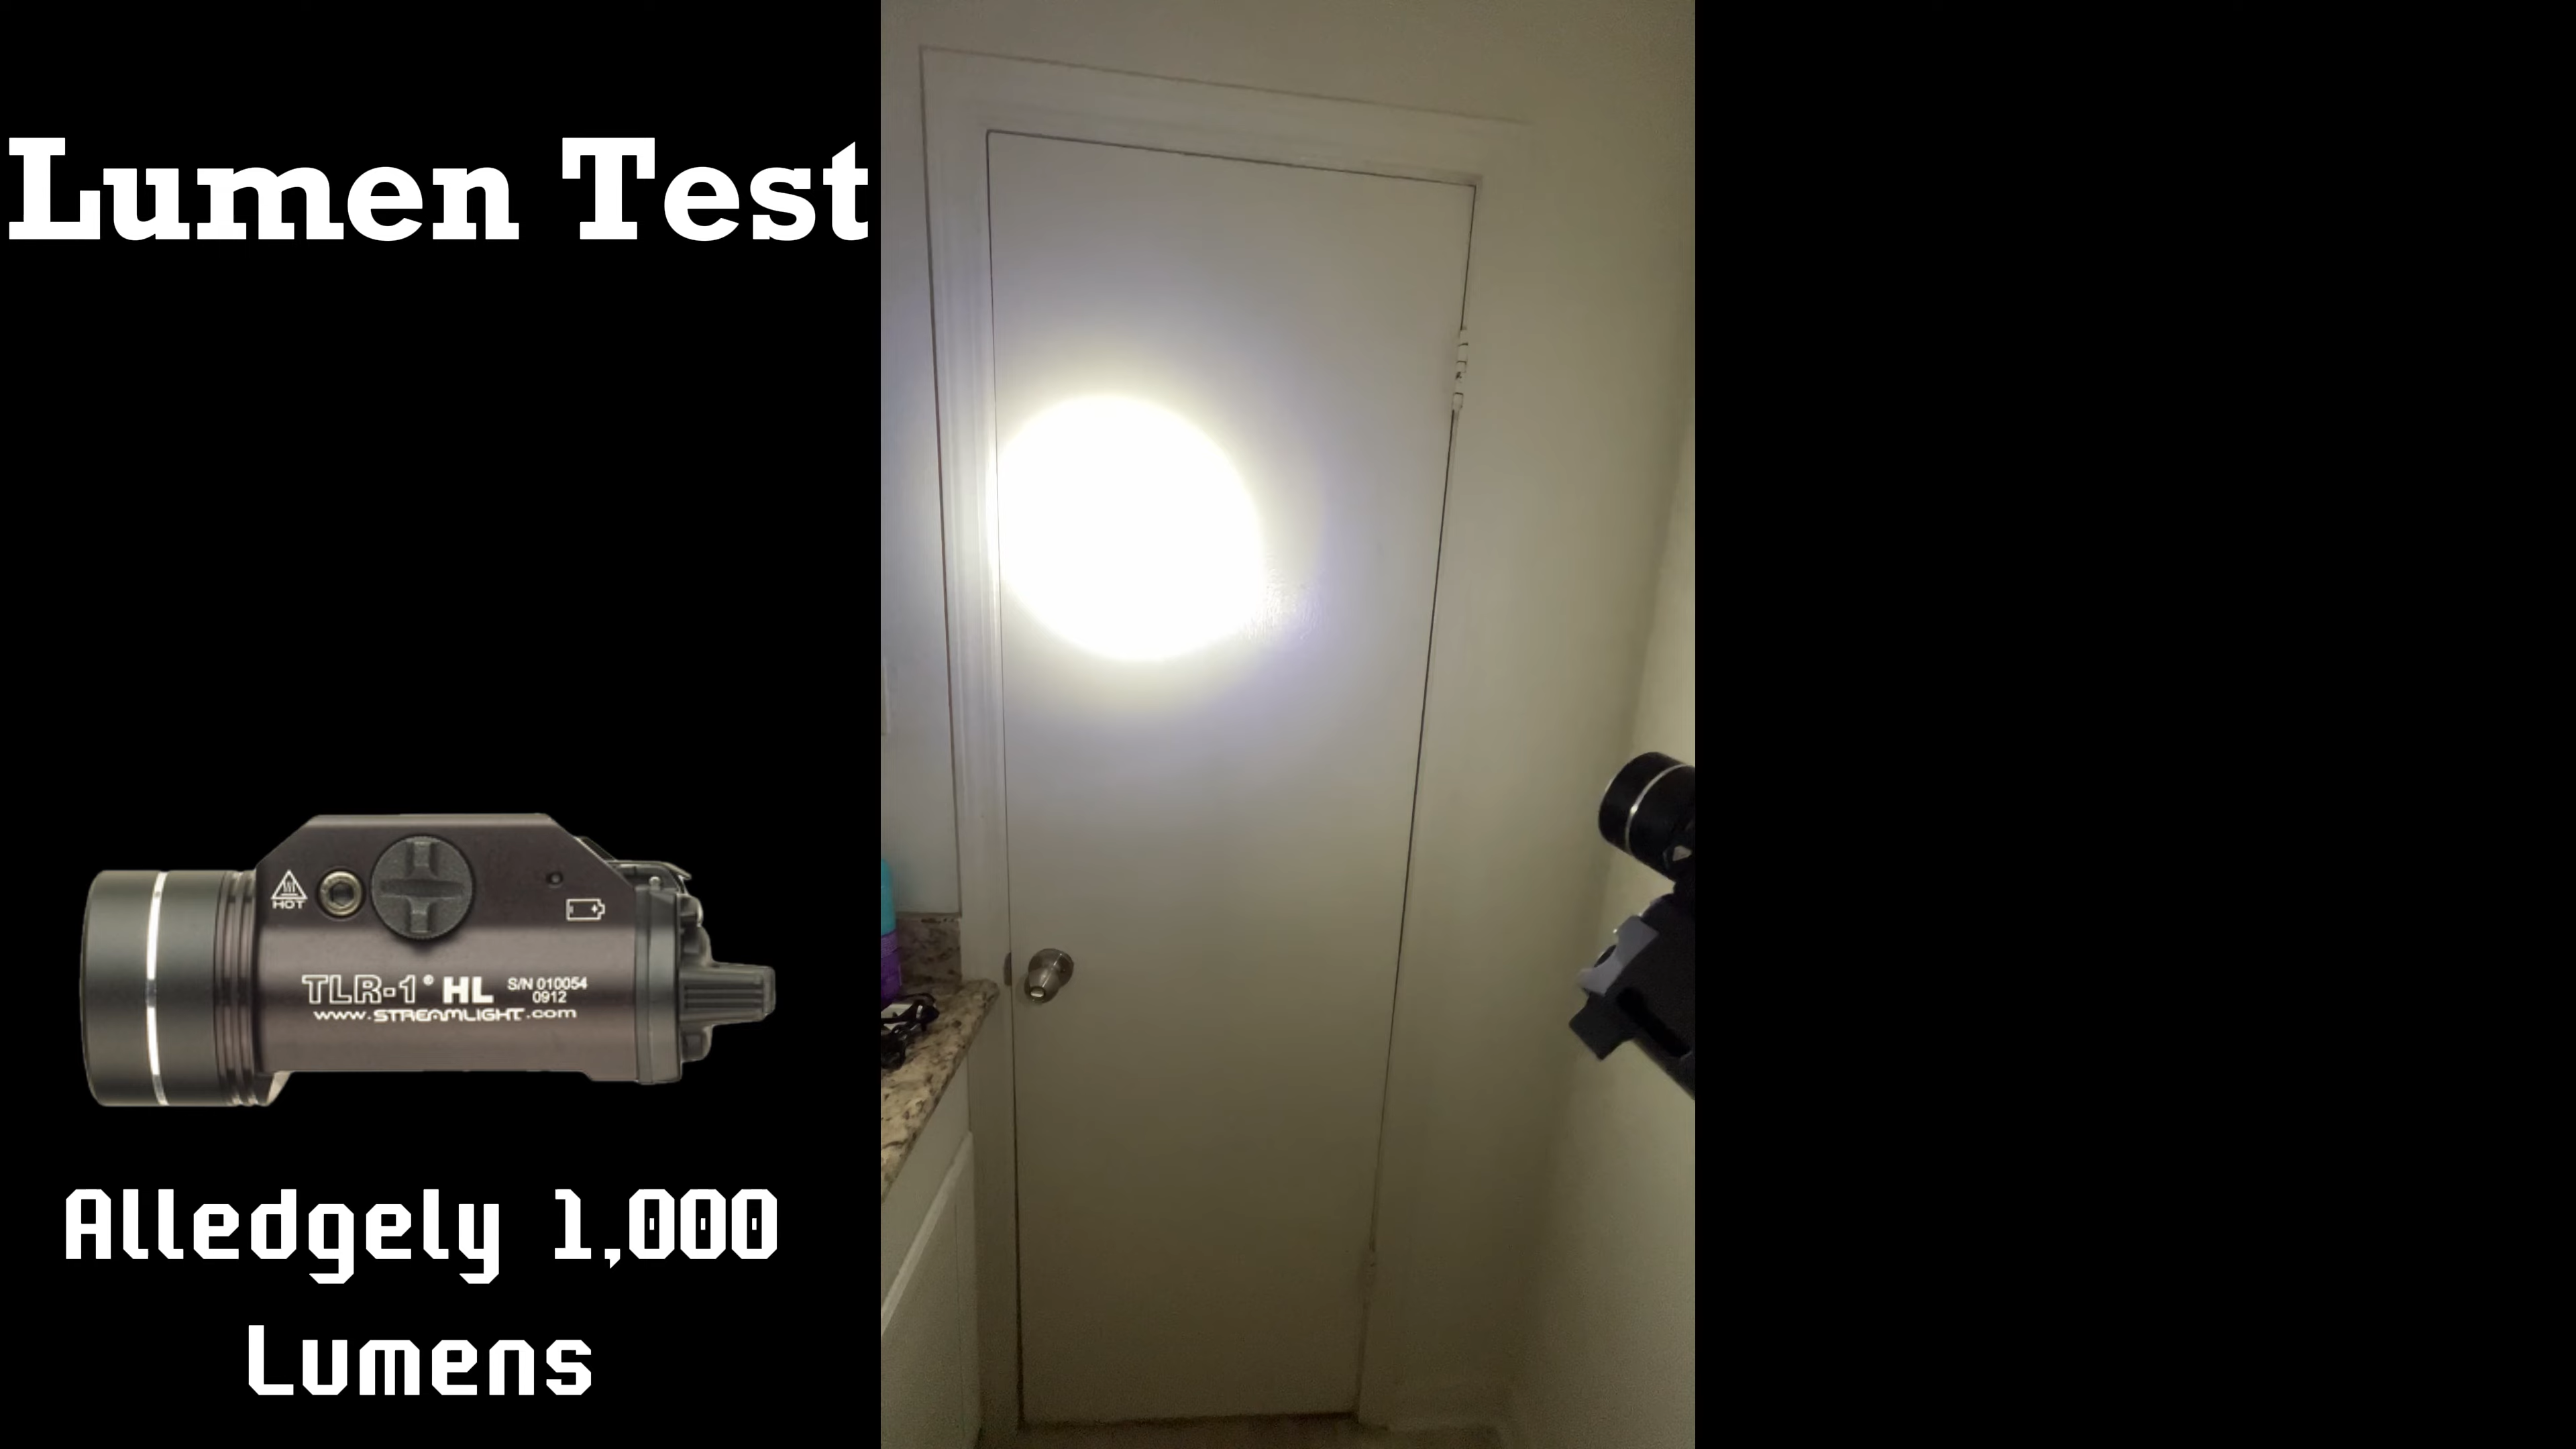 Lumen Test
HOT
TLR-1® HL S/N 010054
0912
www.STREAMLIGHT.com
Alledgely 1,000
Lumens